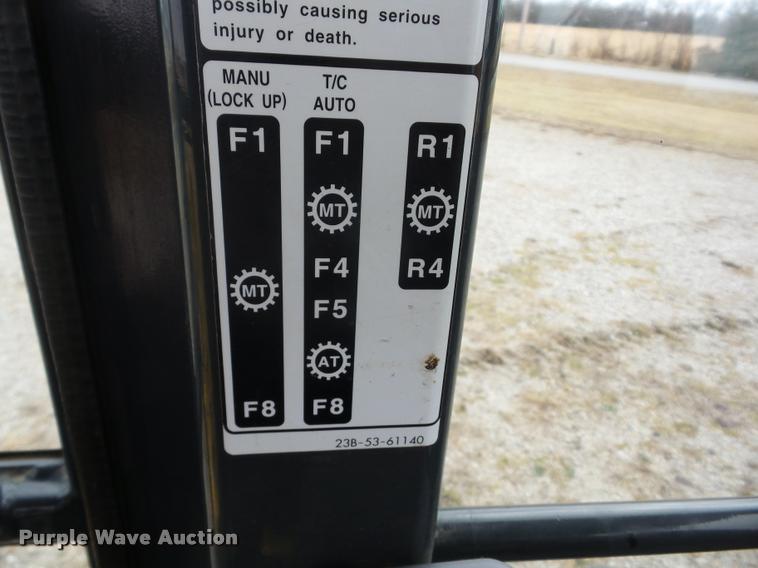 possibly causing serious
injury or death.
MANU
(LOCK UP)
F1
MT
F8
T/C
AUTO
F1
MT
F4
F5
AT
F8
R1
MT
R4
23B-53-61140
Purple Wave Auction